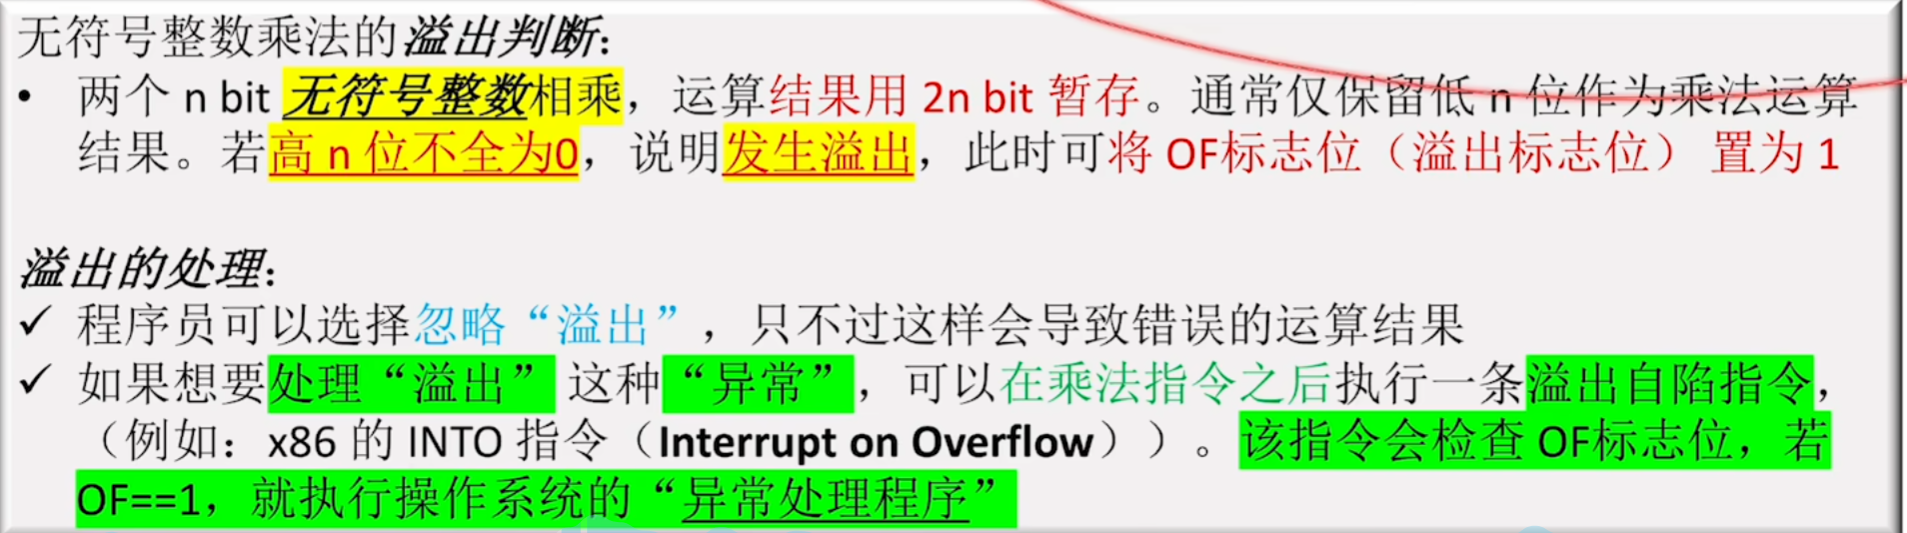 无符号整数乘法的溢出判断：
• 两个 n bit 无符号整数相乘，运算结果用 2n bit 暂存。通常仅保留低 n 位作为乘法运算
结果。若高 n 位不全为0，说明发生溢出，此时可将 OF标志位（溢出标志位） 置为 1
溢出的处理：
✓ 程序员可以选择忽略“溢出”，只不过这样会导致错误的运算结果
✓ 如果想要处理“溢出” 这种“异常”，可以在乘法指令之后执行一条溢出自陷指令，
（例如：x86 的 INTO 指令（Interrupt on Overflow））。该指令会检查 OF标志位，若
OF==1，就执行操作系统的“异常处理程序”